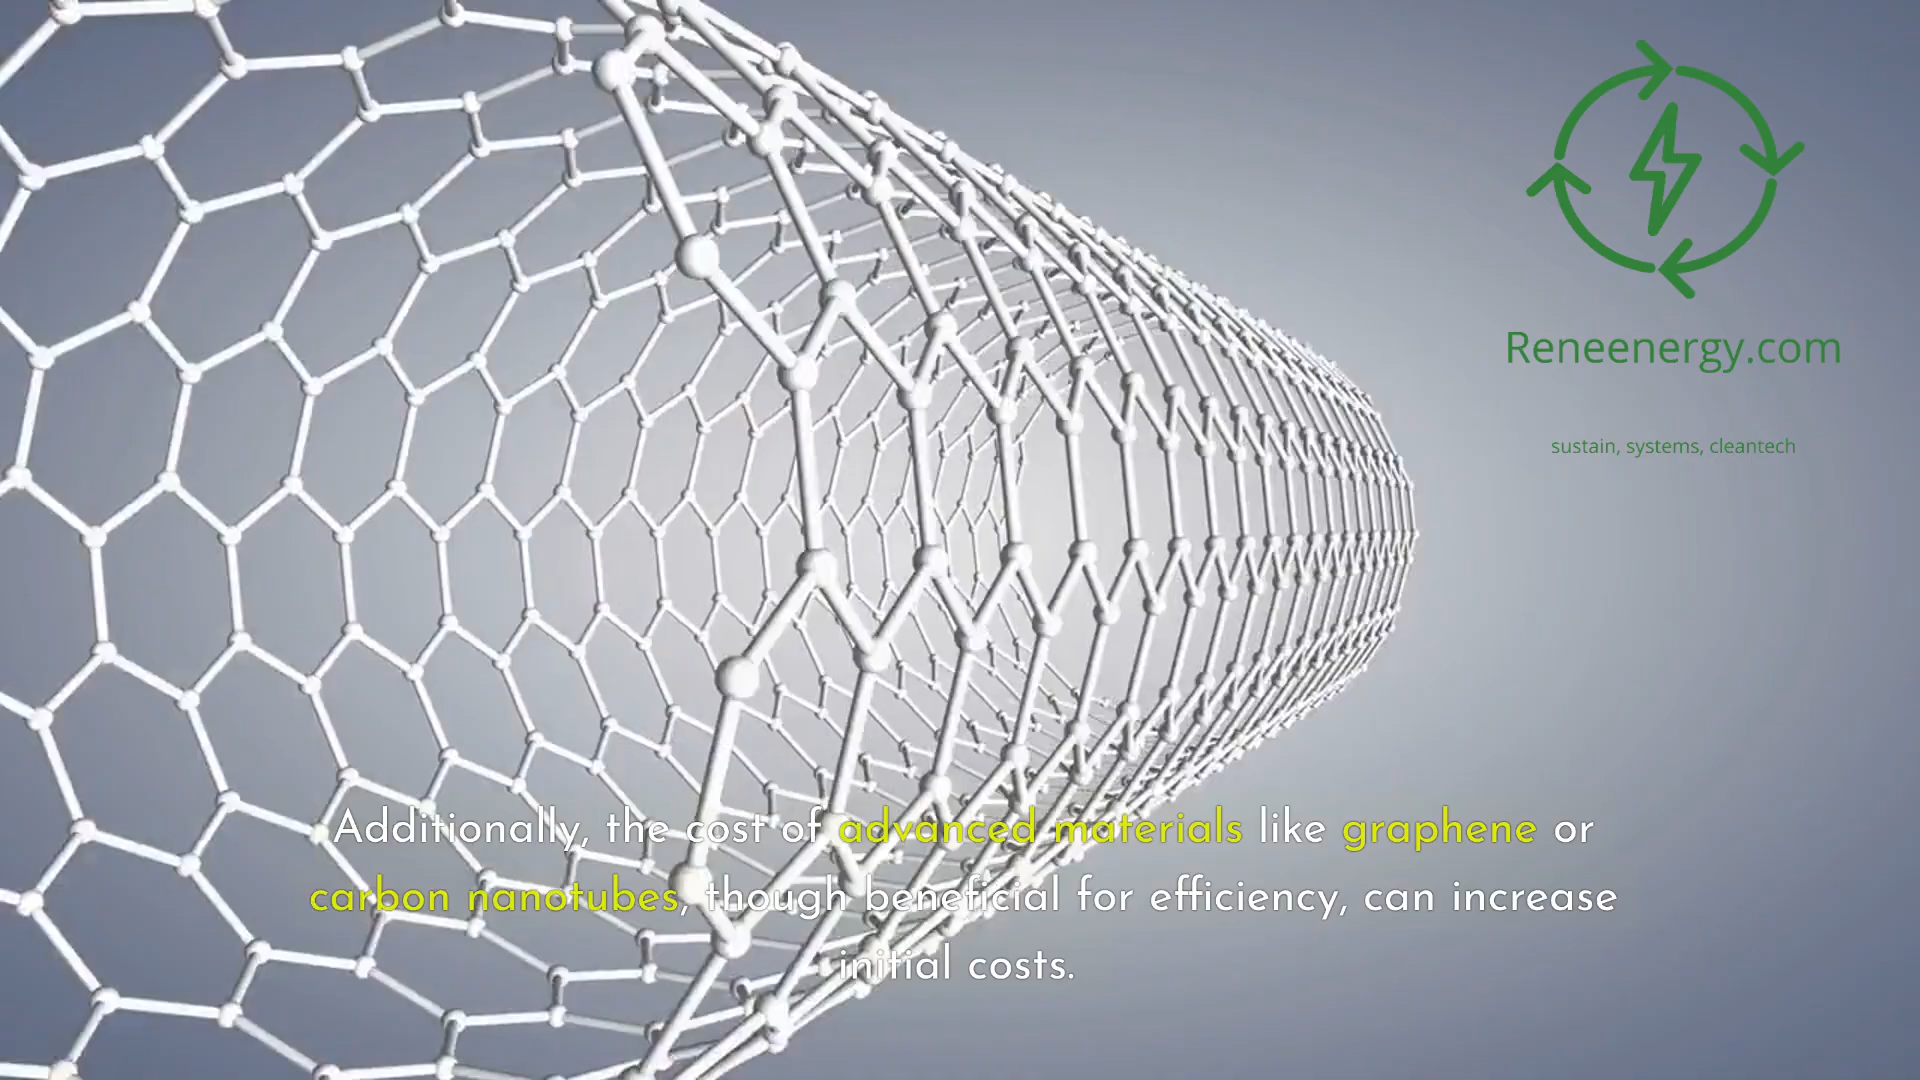 Reneenergy.com
sustain, systems, cleantech
Additionally, the cost of advanced materials like graphene or
carbon nanotubes, though beneficial for efficiency, can increase
initial costs.